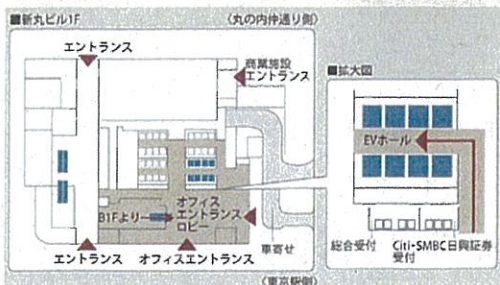 ■新丸ビル1F
〈丸の内仲通り側〉
エントランス
商業施設
エントランス
■拡大図
EVホール
B1Fより
オフィス
エントランス
ロビー
車寄せ
総合受付
Citi・SMBC日興証券
受付
エントランス
オフィスエントランス
〈東京駅側〉